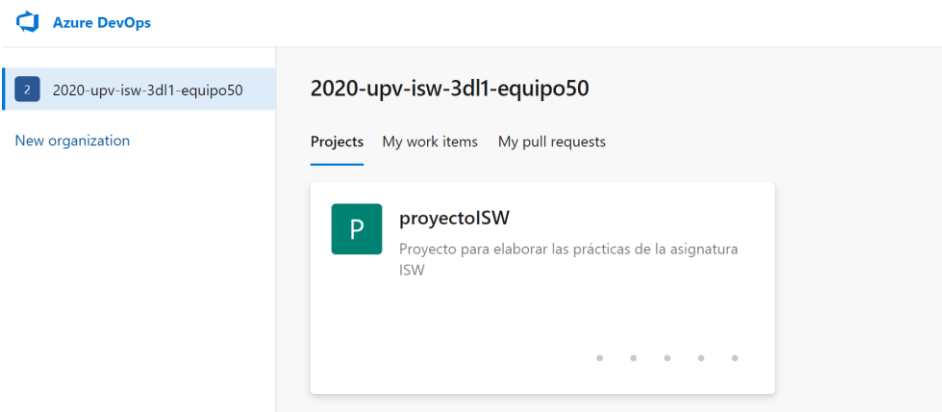 Azure DevOps
2 2020-upv-isw-3dl1-equipo50
New organization
2020-upv-isw-3dl1-equipo50
Projects My work items My pull requests
P proyectoISW
Proyecto para elaborar las prácticas de la asignatura
ISW